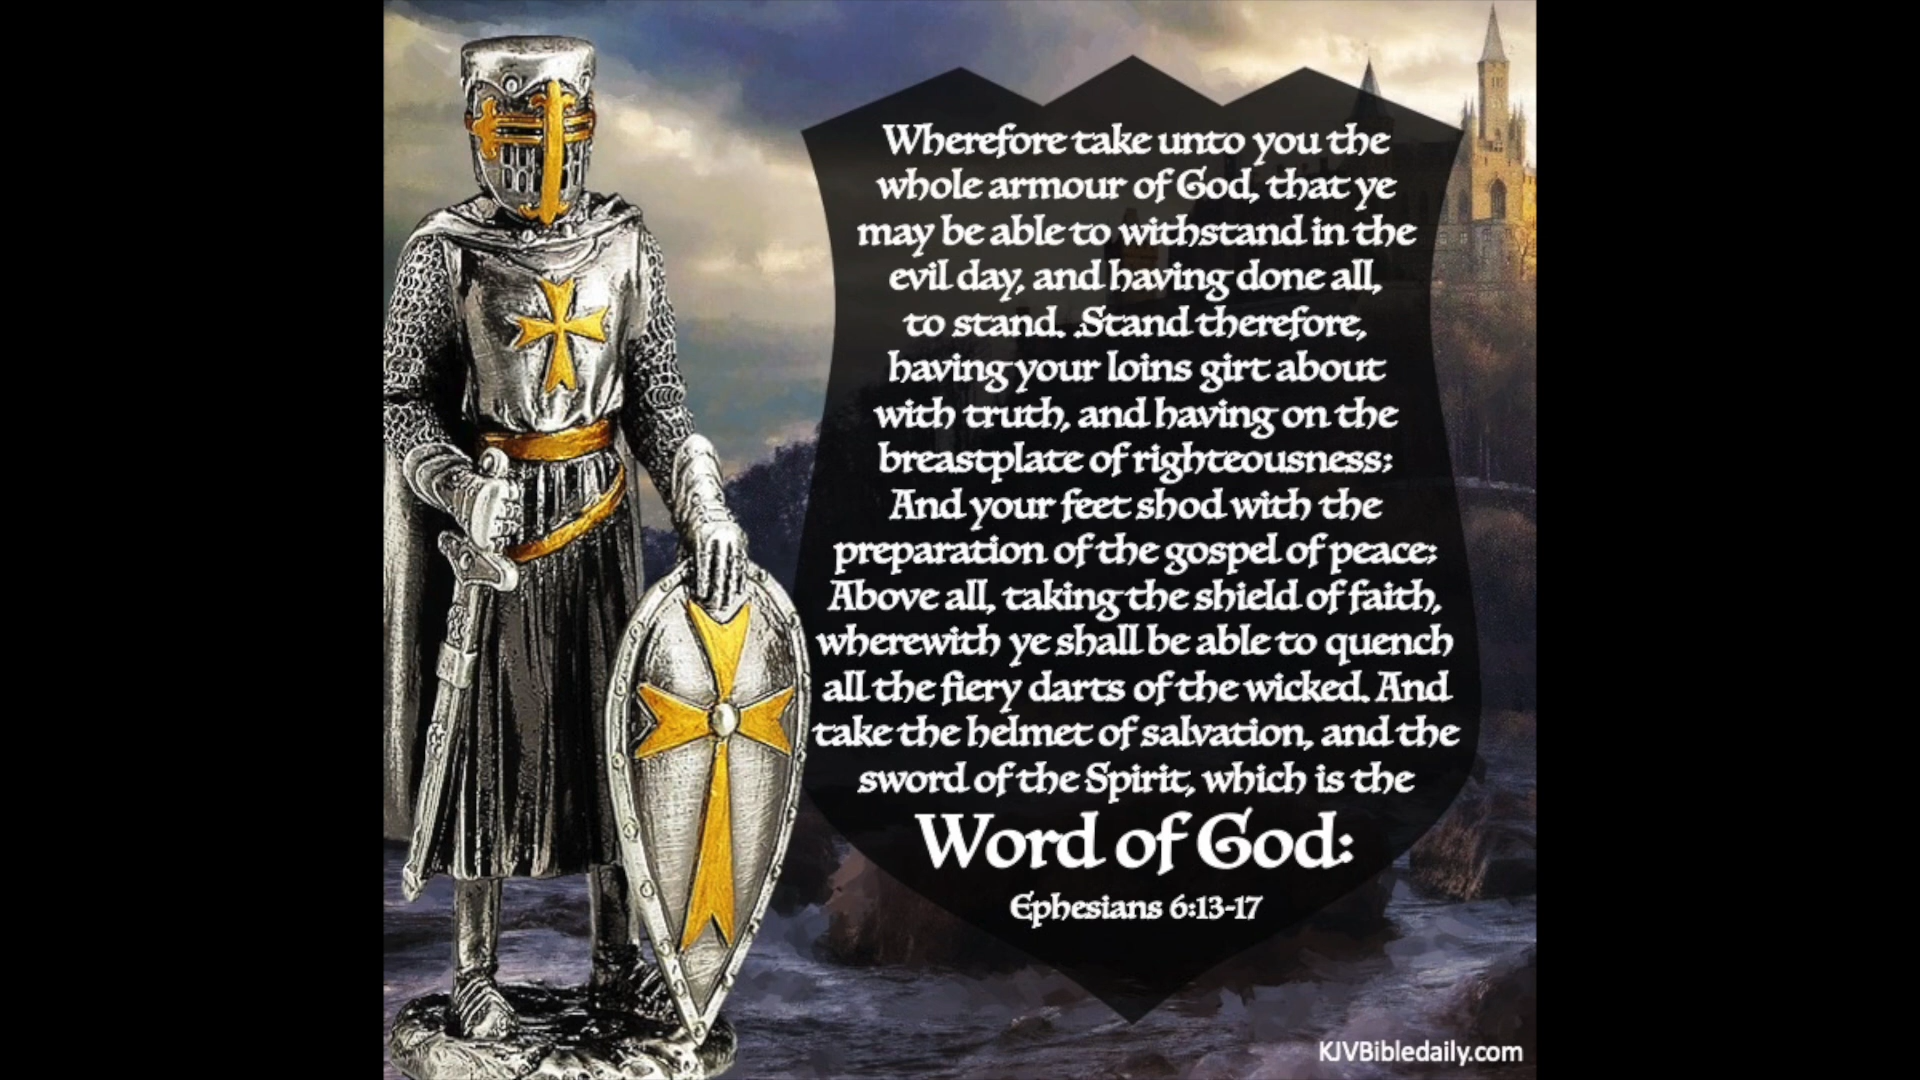 Wherefore take unto you the
whole armour of God, that ye
may be able to withstand in the
evil day, and having done all,
to stand. .Stand therefore,
having your loins girt about
with truth, and having on the
breastplate of righteousness;
And your feet shod with the
preparation of the gospel of peace;
Above all, taking the shield of faith,
wherewith ye shall be able to quench
all the fiery darts of the wicked. And
take the helmet of salvation, and the
sword of the Spirit, which is the
Word of God:
Ephesians 6:13-17
KJVBibledaily.com